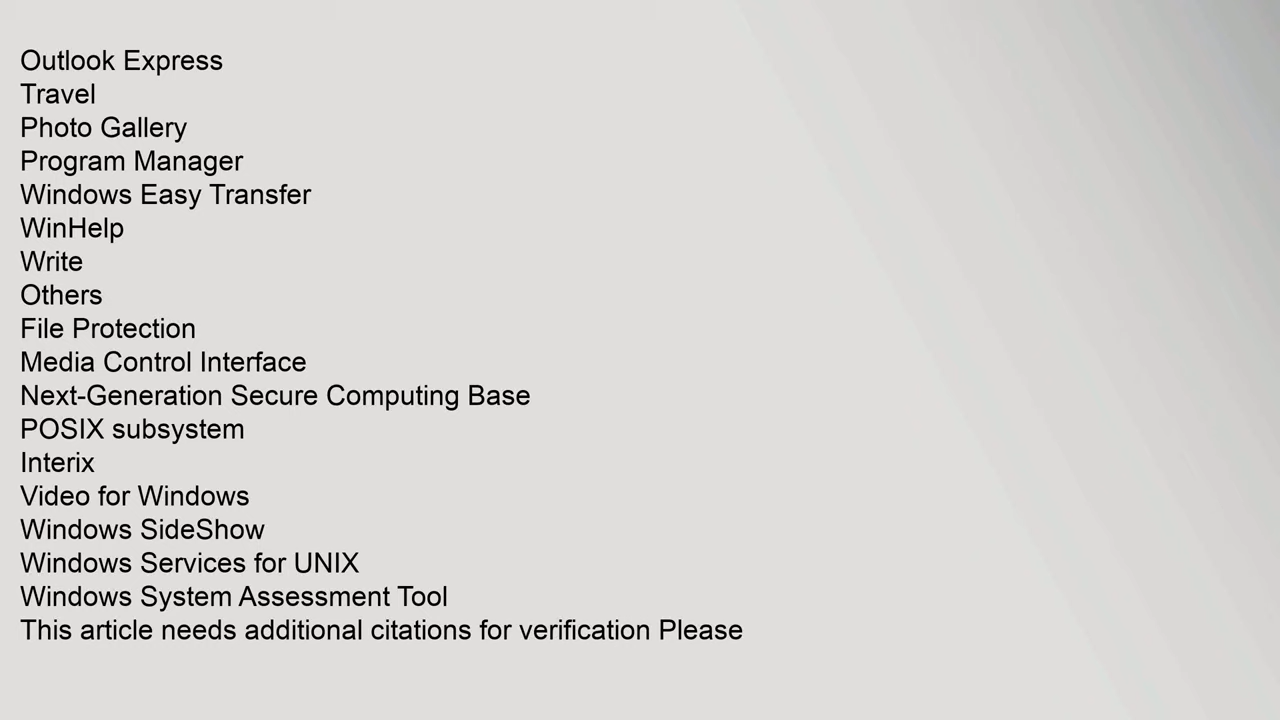 Outlook Express
Travel
Photo Gallery
Program Manager
Windows Easy Transfer
WinHelp
Write
Others
File Protection
Media Control Interface
Next-Generation Secure Computing Base
POSIX subsystem
Interix
Video for Windows
Windows SideShow
Windows Services for UNIX
Windows System Assessment Tool
This article needs additional citations for verification Please